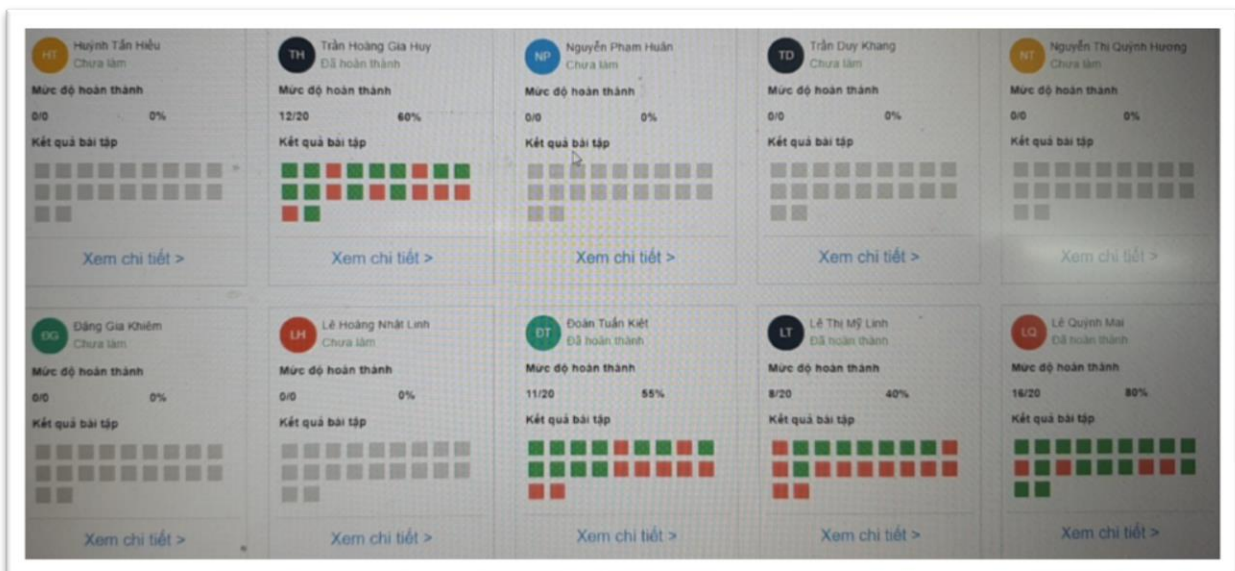 HT
Huỳnh Tấn Hiếu
Chưa làm
Mức độ hoàn thành
0/0 0%
Kết quả bài tập
Xem chi tiết >
TH
Trần Hoàng Gia Huy
Đã hoàn thành
Mức độ hoàn thành
12/20 60%
Kết quả bài tập
Xem chi tiết >
NP
Nguyễn Phạm Huân
Chưa làm
Mức độ hoàn thành
0/0 0%
Kết quả bài tập
Xem chi tiết >
TD
Trần Duy Khang
Chưa làm
Mức độ hoàn thành
0/0 0%
Kết quả bài tập
Xem chi tiết >
NT
Nguyễn Thị Quỳnh Hương
Chưa làm
Mức độ hoàn thành
0/0 0%
Kết quả bài tập
Xem chi tiết >
ĐG
Đặng Gia Khiêm
Chưa làm
Mức độ hoàn thành
0/0 0%
Kết quả bài tập
Xem chi tiết >
LH
Lê Hoàng Nhật Linh
Chưa làm
Mức độ hoàn thành
0/0 0%
Kết quả bài tập
Xem chi tiết >
ĐT
Đoàn Tuấn Kiệt
Đã hoàn thành
Mức độ hoàn thành
11/20 55%
Kết quả bài tập
Xem chi tiết >
LT
Lê Thị Mỹ Linh
Đã hoàn thành
Mức độ hoàn thành
8/20 40%
Kết quả bài tập
Xem chi tiết >
LQ
Lê Quỳnh Mai
Đã hoàn thành
Mức độ hoàn thành
16/20 80%
Kết quả bài tập
Xem chi tiết >